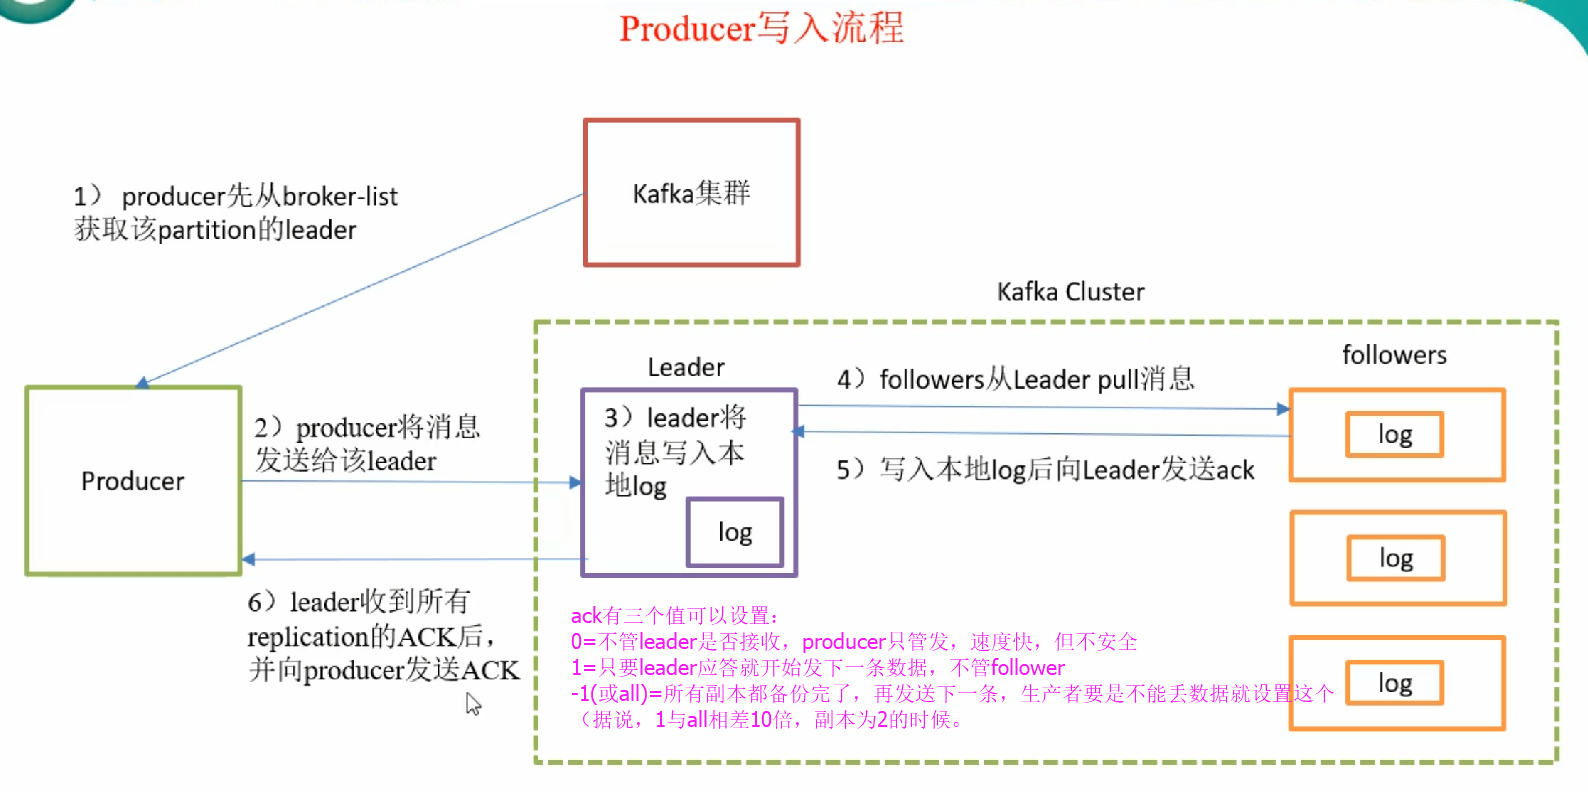 Producer写入流程
1） producer先从broker-list
获取该partition的leader
Kafka集群
Kafka Cluster
Leader
followers
Producer
2）producer将消息
发送给该leader
3）leader将
消息写入本
地log
log
4）followers从Leader pull消息
5）写入本地log后向Leader发送ack
log
log
log
6）leader收到所有
replication的ACK后，
并向producer发送ACK
ack有三个值可以设置：
0=不管leader是否接收，producer只管发，速度快，但不安全
1=只要leader应答就开始发下一条数据，不管follower
-1(或all)=所有副本都备份完了，再发送下一条，生产者要是不能丢数据就设置这个
（据说，1与all相差10倍，副本为2的时候。